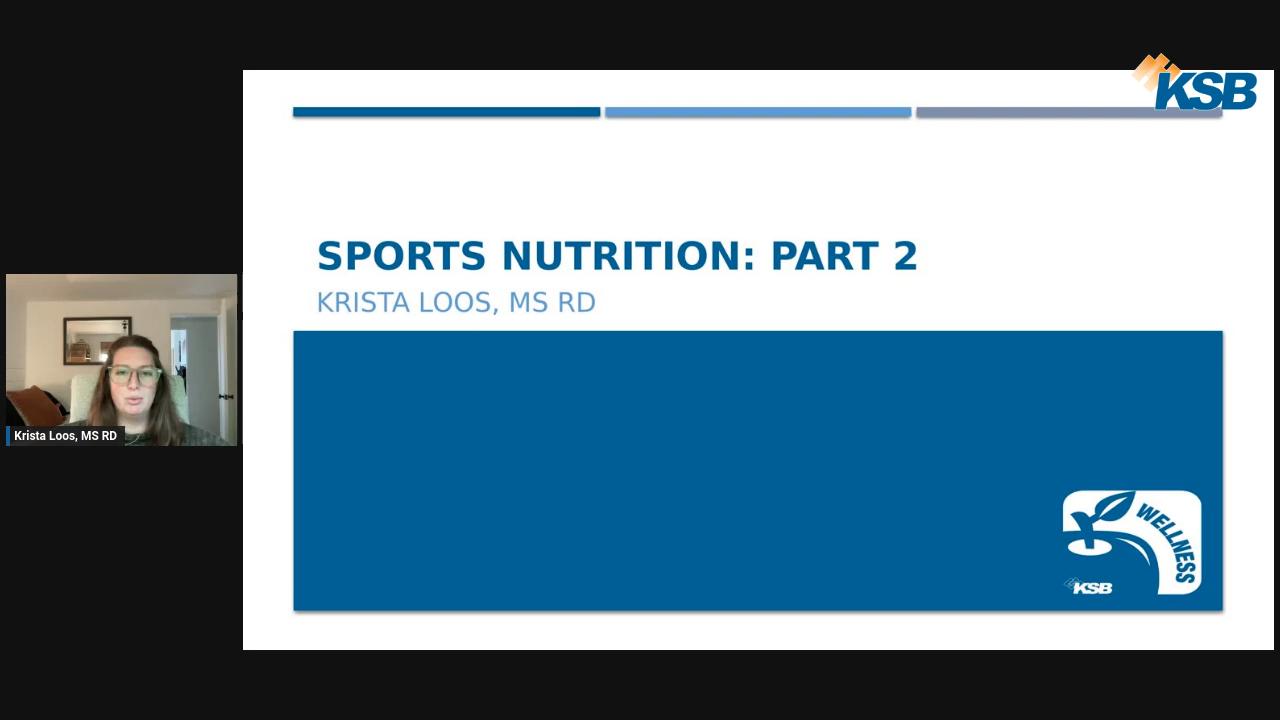 KSB
SPORTS NUTRITION: PART 2
KRISTA LOOS, MS RD
Krista Loos, MS RD
WELLNESS
KSB